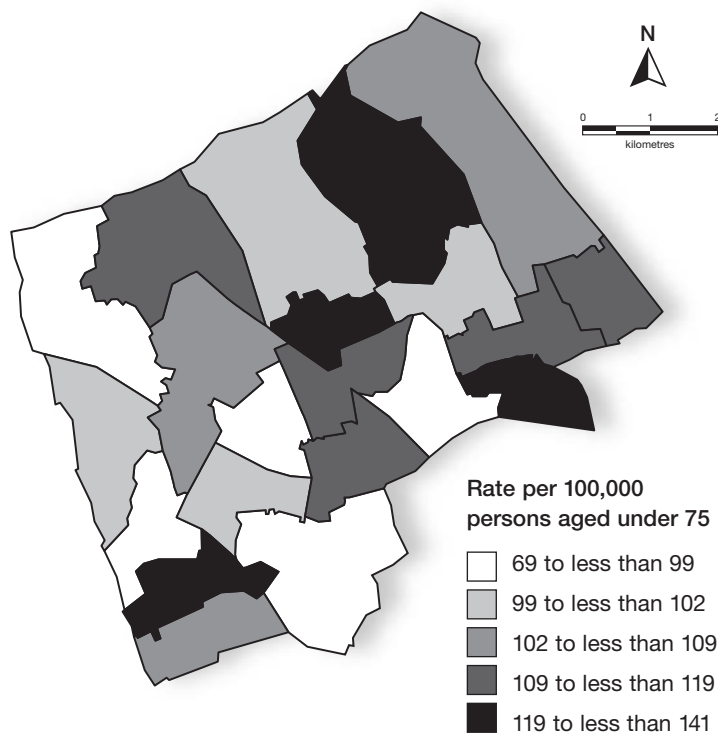 N
0 1 2
kilometres
Rate per 100,000
persons aged under 75
69 to less than 99
99 to less than 102
102 to less than 109
109 to less than 119
119 to less than 141